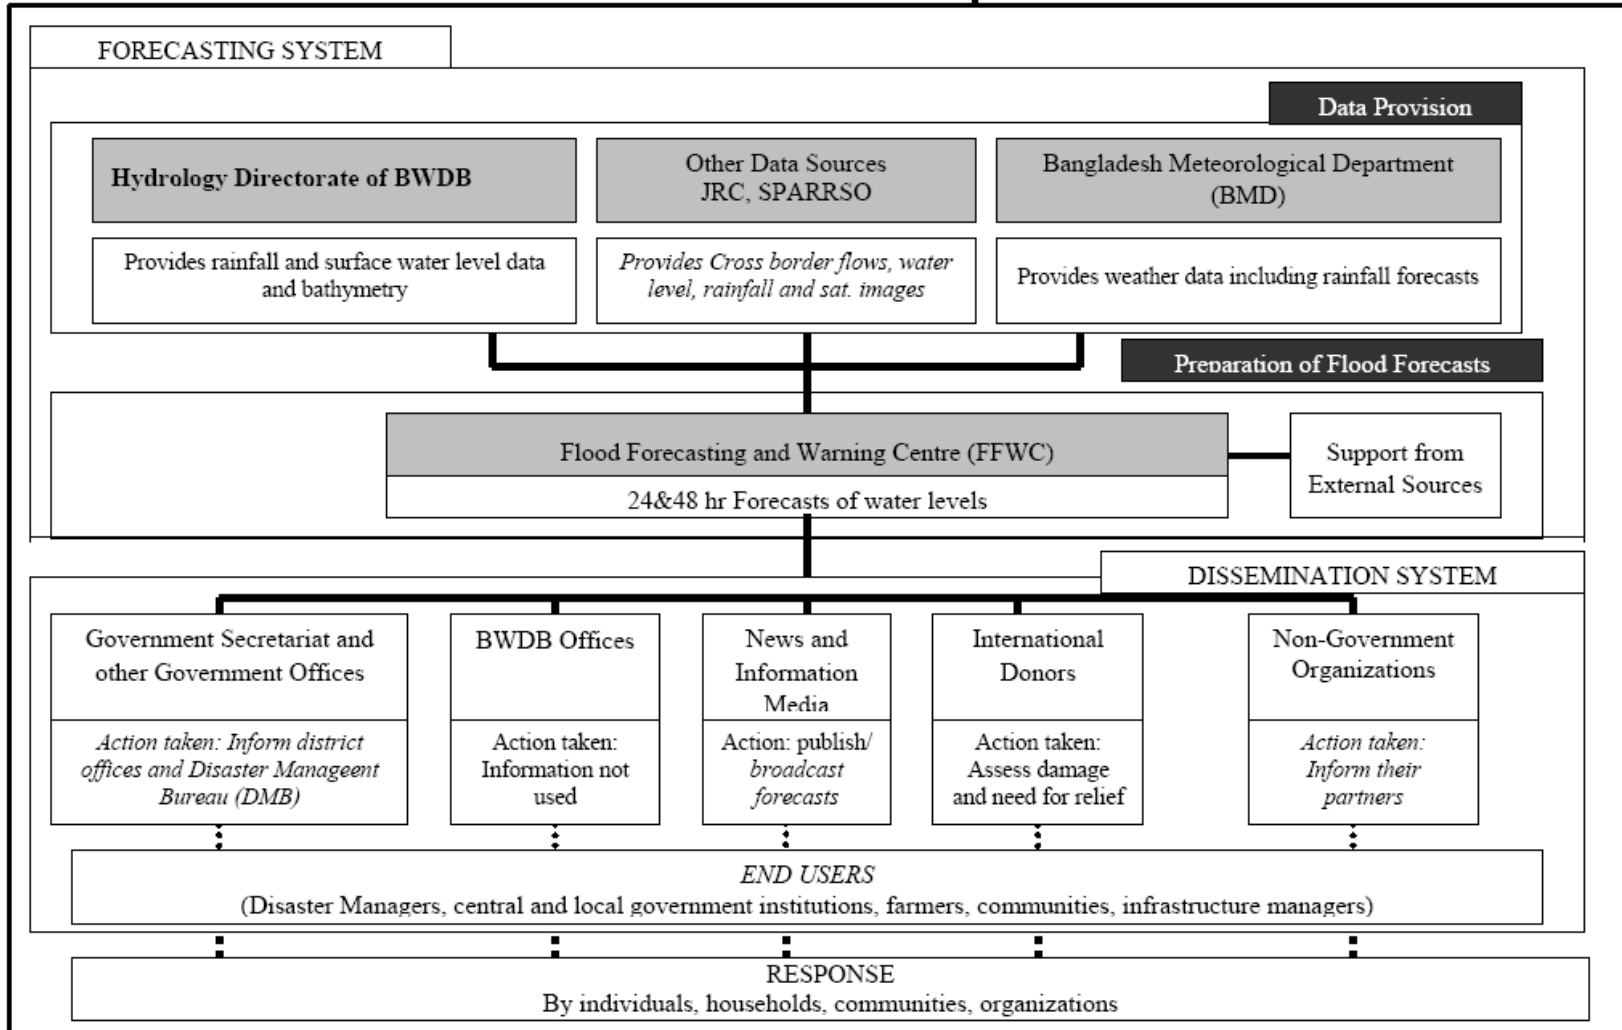 FORECASTING SYSTEM
Data Provision
Hydrology Directorate of BWDB
Other Data Sources
JRC, SPARRSO
Bangladesh Meteorological Department
(BMD)
Provides rainfall and surface water level data
and bathymetry
Provides Cross border flows, water
level, rainfall and sat. images
Provides weather data including rainfall forecasts
Preparation of Flood Forecasts
Flood Forecasting and Warning Centre (FFWC)
24&48 hr Forecasts of water levels
Support from
External Sources
DISSEMINATION SYSTEM
Government Secretariat and
other Government Offices
Action taken: Inform district
offices and Disaster Manageent
Bureau (DMB)
BWDB Offices
Action taken:
Information not
used
News and
Information
Media
Action: publish/
broadcast
forecasts
International
Donors
Action taken:
Assess damage
and need for relief
Non-Government
Organizations
Action taken:
Inform their
partners
END USERS
(Disaster Managers, central and local government institutions, farmers, communities, infrastructure managers)
RESPONSE
By individuals, households, communities, organizations